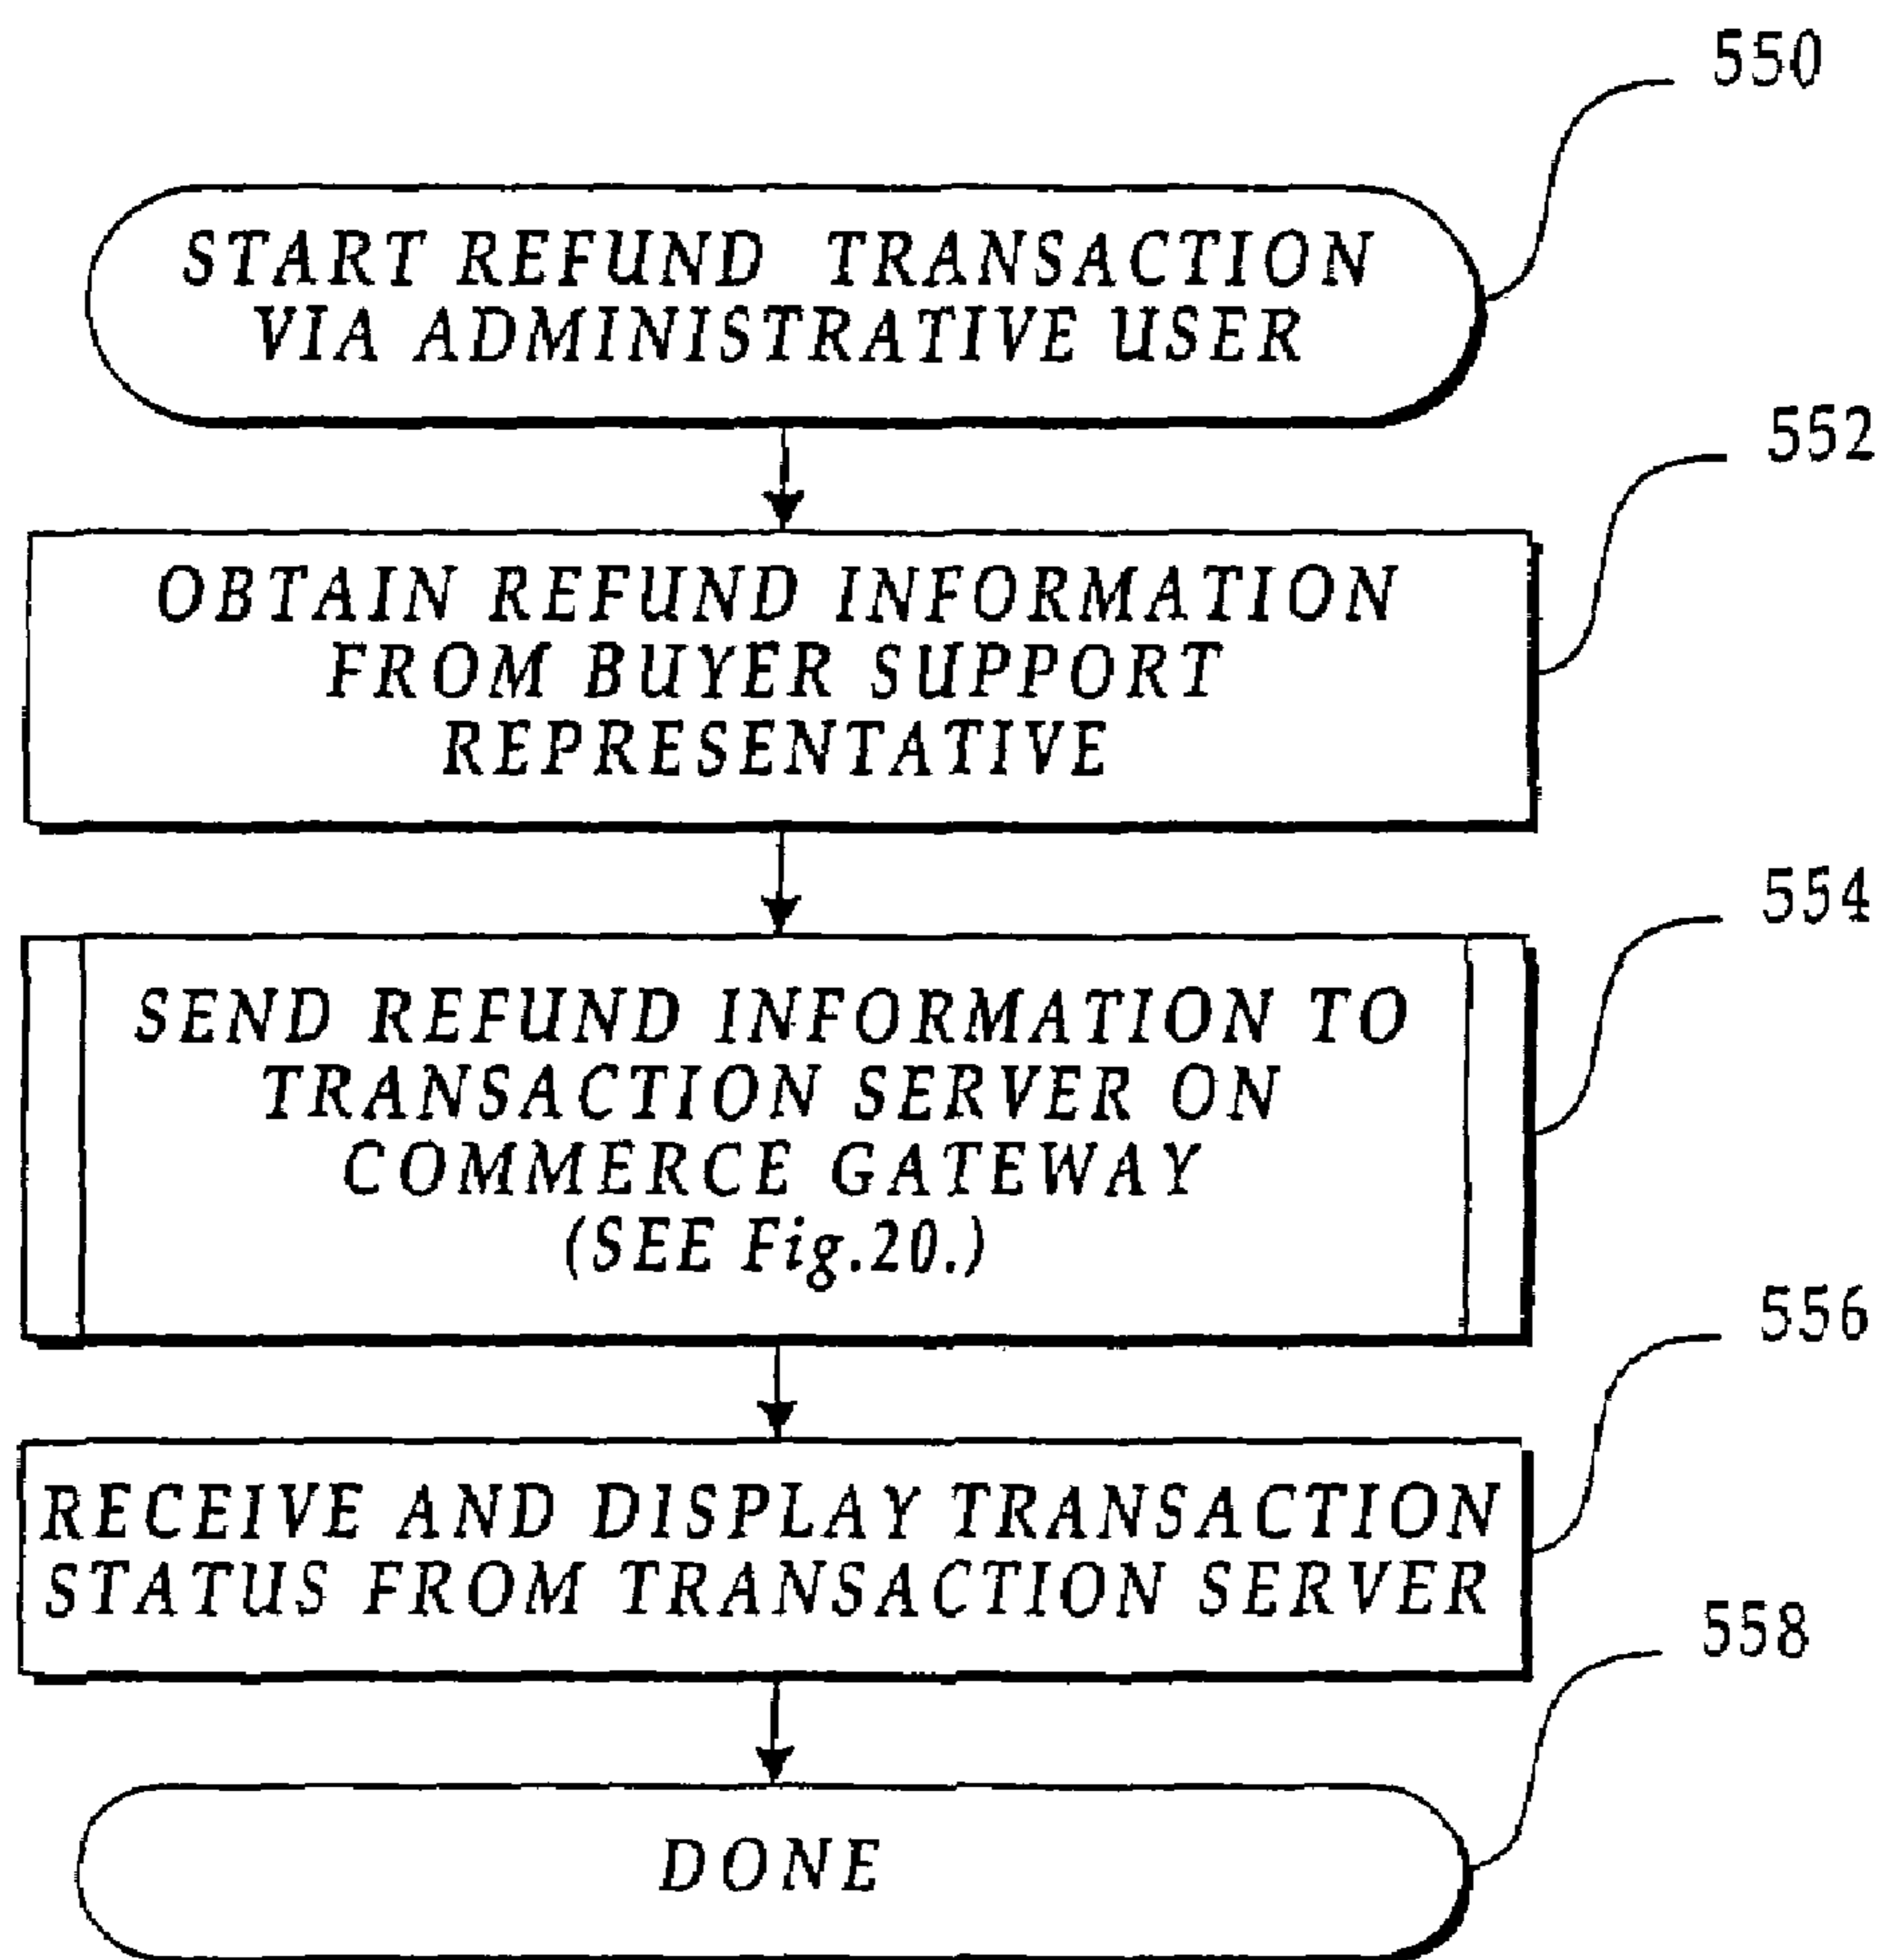 550
START REFUND TRANSACTION
VIA ADMINISTRATIVE USER
552
OBTAIN REFUND INFORMATION
FROM BUYER SUPPORT
REPRESENTATIVE
554
SEND REFUND INFORMATION TO
TRANSACTION SERVER ON
COMMERCE GATEWAY
(SEE Fig.20.)
556
RECEIVE AND DISPLAY TRANSACTION
STATUS FROM TRANSACTION SERVER
558
DONE